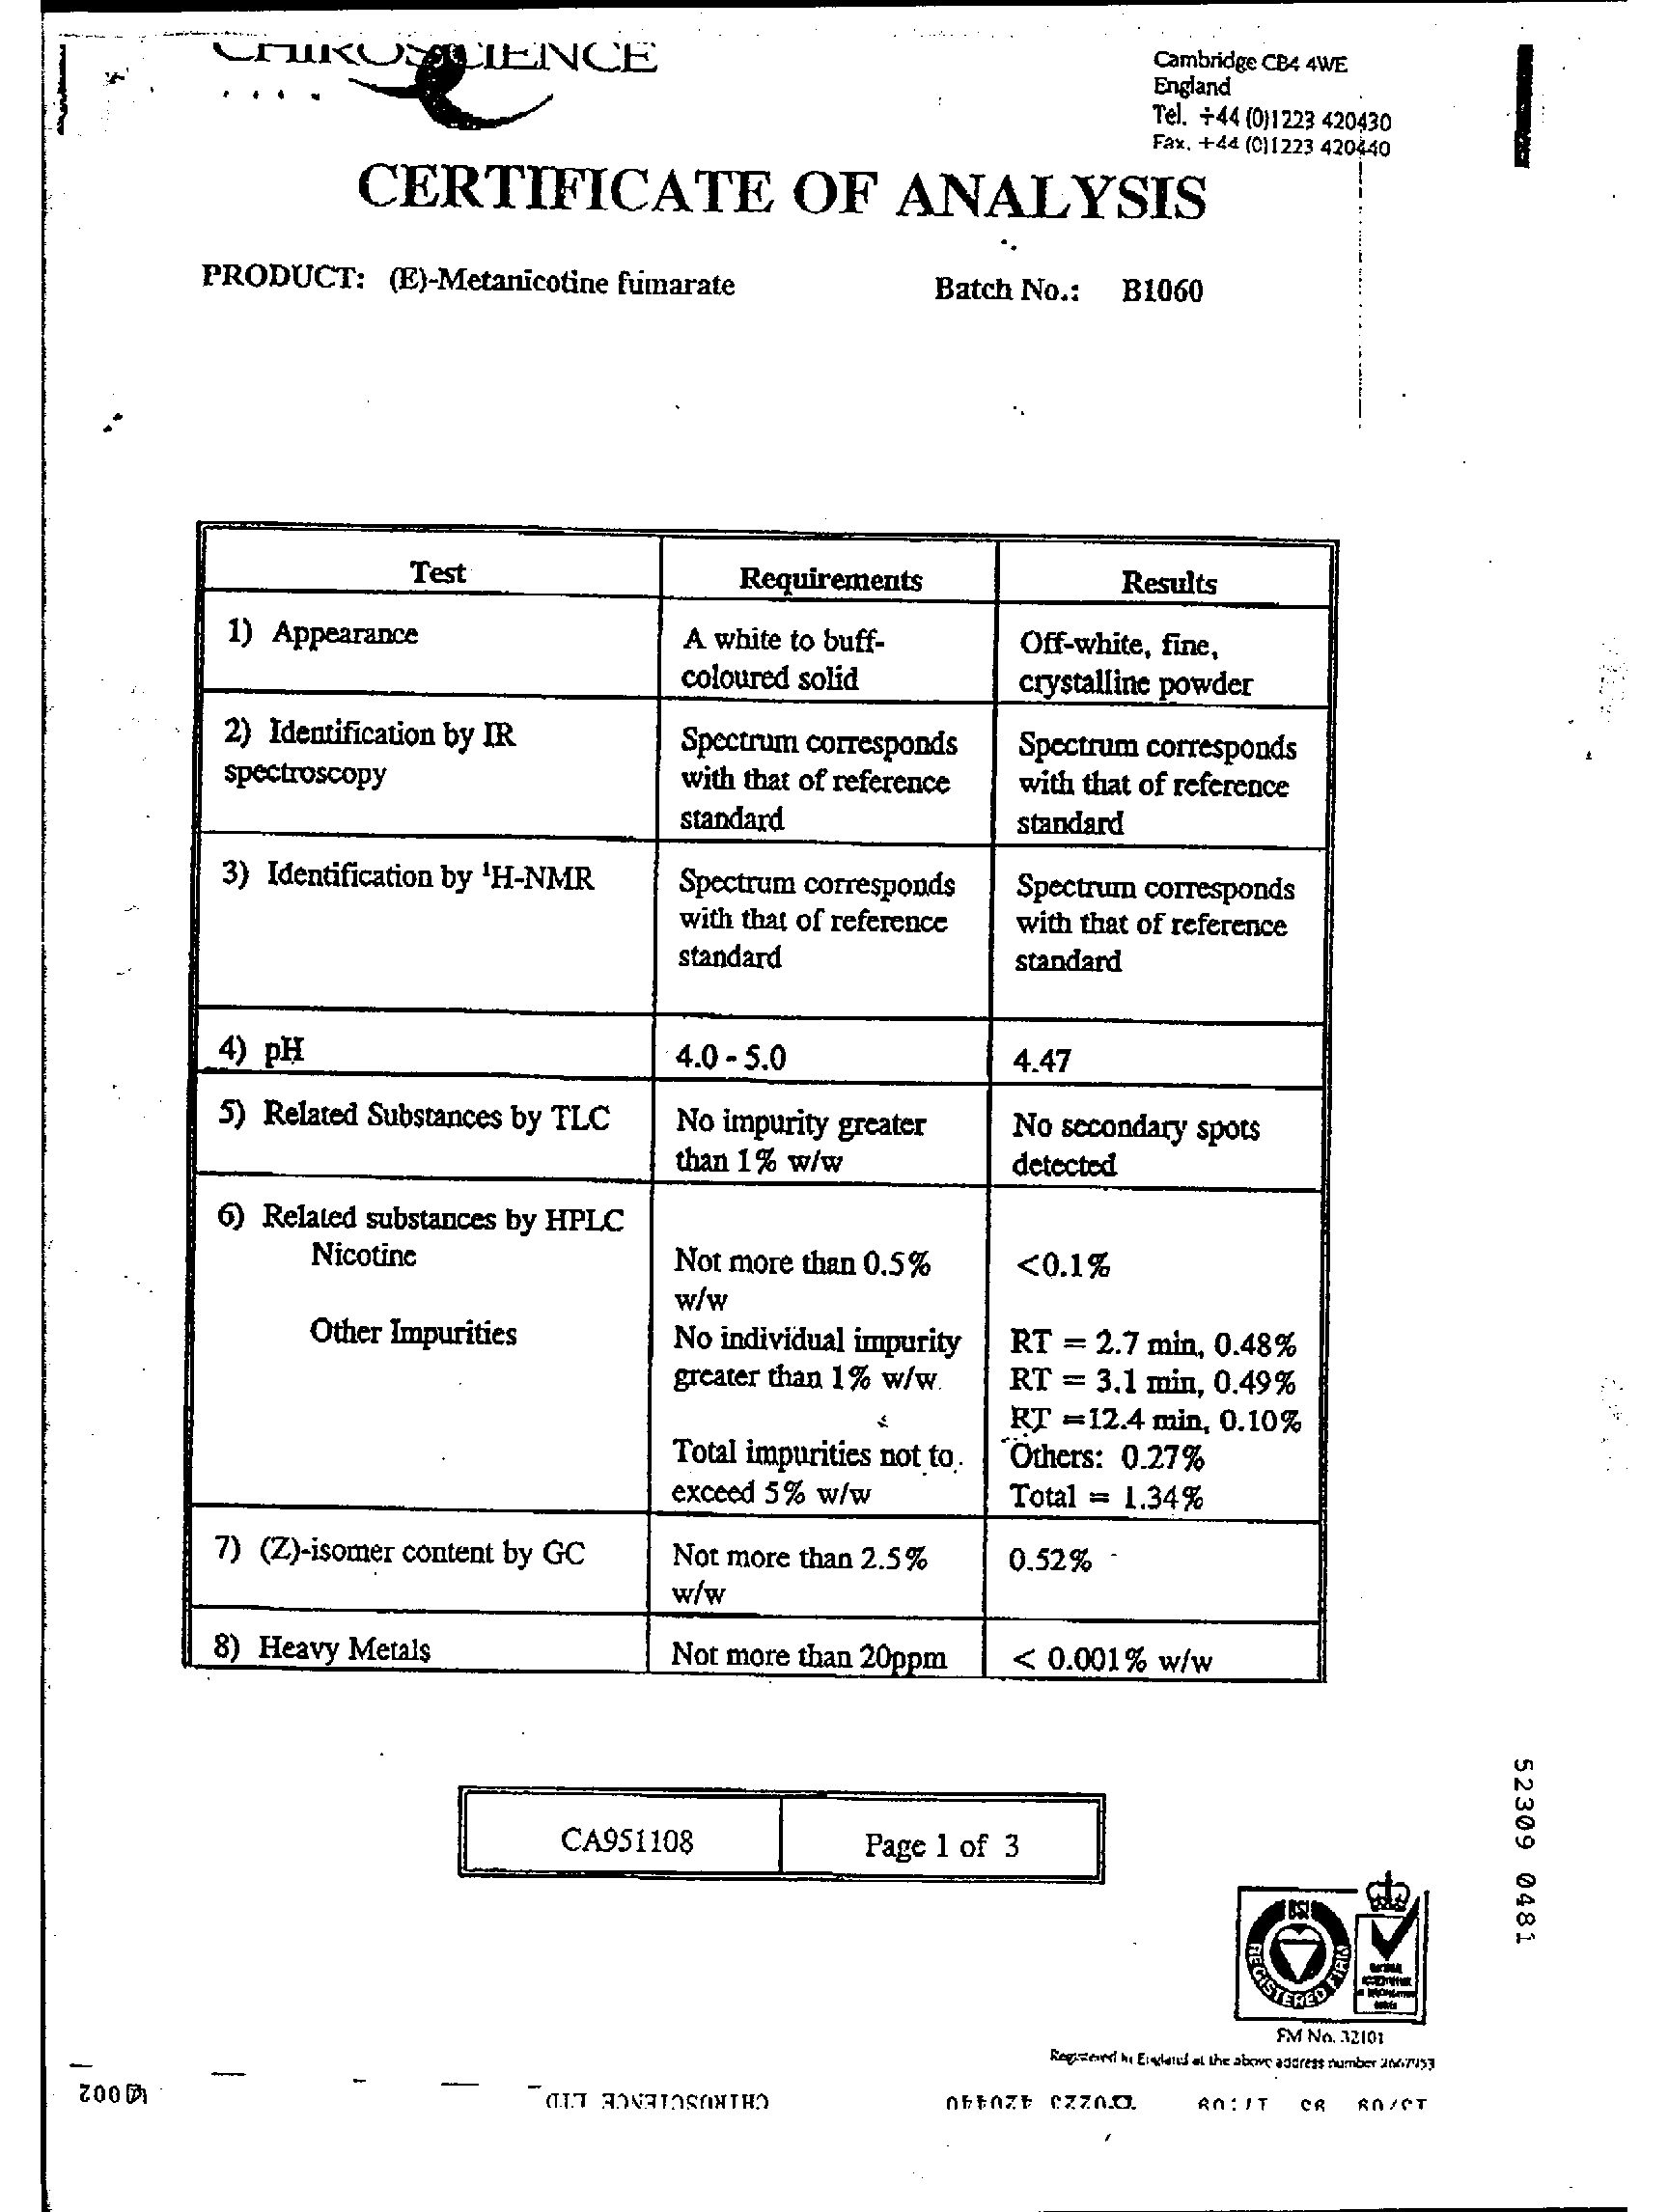 CHIROSCIENCE
Cambridge CB4 4WE
England
Tel. +44 (0)1223 420430
Fax. +44 (0)1223 420440
CERTIFICATE OF ANALYSIS
PRODUCT: (E)-Metanicotine fumarate Batch No.: B1060
Test Requirements Results
1) Appearance
A white to buff-
coloured solid
Off-white, fine,
crystalline powder
2) Identification by IR
spectroscopy
Spectrum corresponds
with that of reference
standard
Spectrum corresponds
with that of reference
standard
3) Identification by ¹H-NMR
Spectrum corresponds
with that of reference
standard
Spectrum corresponds
with that of reference
standard
4) pH
4.0 - 5.0
4.47
5) Related Substances by TLC
No impurity greater
than 1% w/w
No secondary spots
detected
6) Related substances by HPLC
Nicotine
Not more than 0.5%
w/w
<0.1%
Other Impurities
No individual impurity
greater than 1% w/w.
Total impurities not to
exceed 5% w/w
RT = 2.7 min, 0.48%
RT = 3.1 min, 0.49%
RT =12.4 min, 0.10%
Others: 0.27%
Total = 1.34%
7) (Z)-isomer content by GC
Not more than 2.5%
w/w
0.52%
8) Heavy Metals
Not more than 20ppm
< 0.001% w/w
CA951108
Page 1 of 3
52309 0481
BSI
REGISTERED FIRM
FM No. 32101
Registered in England at the above address number
002
CHIROSCIENCE LTD
0223 420440